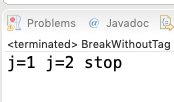 Problems @ Javadoc
<terminated> BreakWithoutTag
j=1 j=2 stop